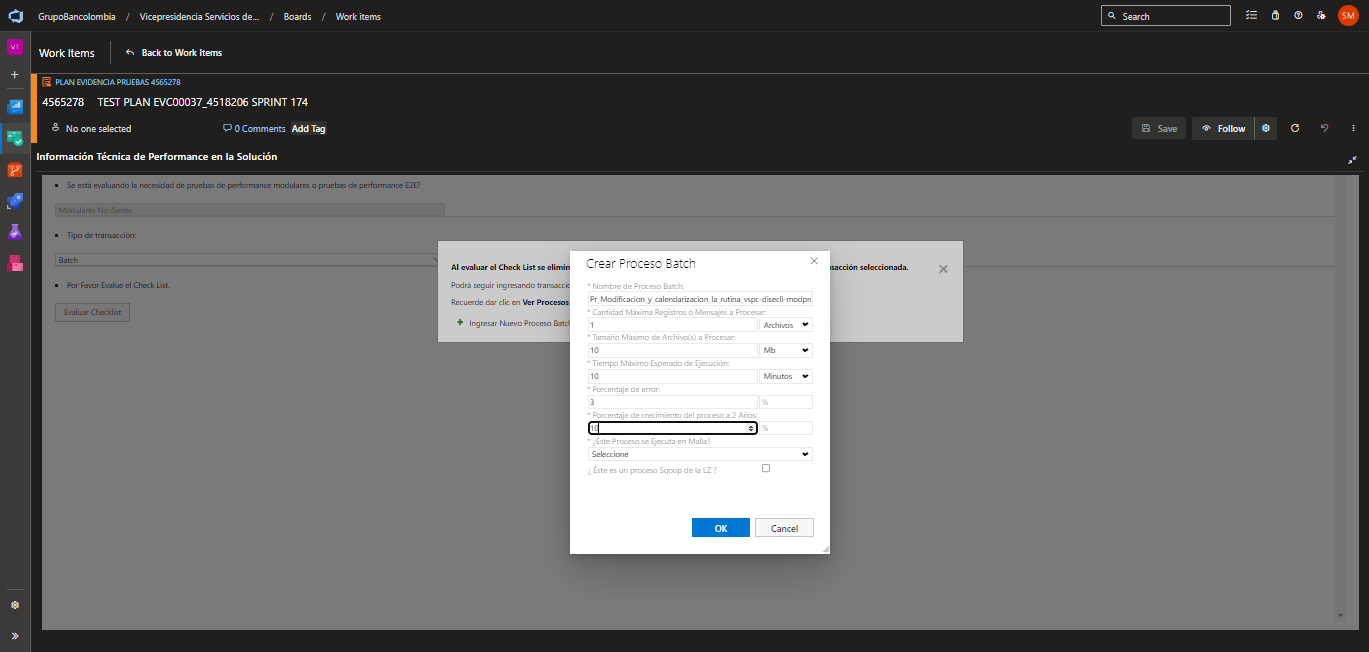 GrupoBancolombia / Vicepresidencia Servicios de... / Boards / Work items
Search
SM
VT
Work Items
Back to Work Items
PLAN EVIDENCIA PRUEBAS 4565278
4565278 TEST PLAN EVC00037_4518206 SPRINT 174
No one selected
0 Comments
Add Tag
Save
Follow
Información Técnica de Performance en la Solución
Se está evaluando la necesidad de pruebas de performance modulares o pruebas de performance E2E?
Modulares No iSeries
Tipo de transacción:
Batch
Por Favor Evalue el Check List.
Evaluar Checklist
Al evaluar el Check List se elimin
sacción seleccionada.
Podrá seguir ingresando transaccio
Recuerde dar clic en Ver Procesos
Ingresar Nuevo Proceso Batch
Crear Proceso Batch
* Nombre de Proceso Batch:
Pr_Modificacion_y_calendarizacion_la_rutina_vspc-disecli-modpn
* Cantidad Máxima Registros ó Mensajes a Procesar:
1 Archivos
* Tamaño Máximo de Archivo(s) a Procesar:
10 Mb
* Tiempo Máximo Esperado de Ejecución:
10 Minutos
* Porcentaje de error:
3 %
* Porcentaje de crecimiento del proceso a 2 Años:
10 %
* ¿Este Proceso se Ejecuta en Malla?
Seleccione
¿ Éste es un proceso Sqoop de la LZ ?
OK
Cancel